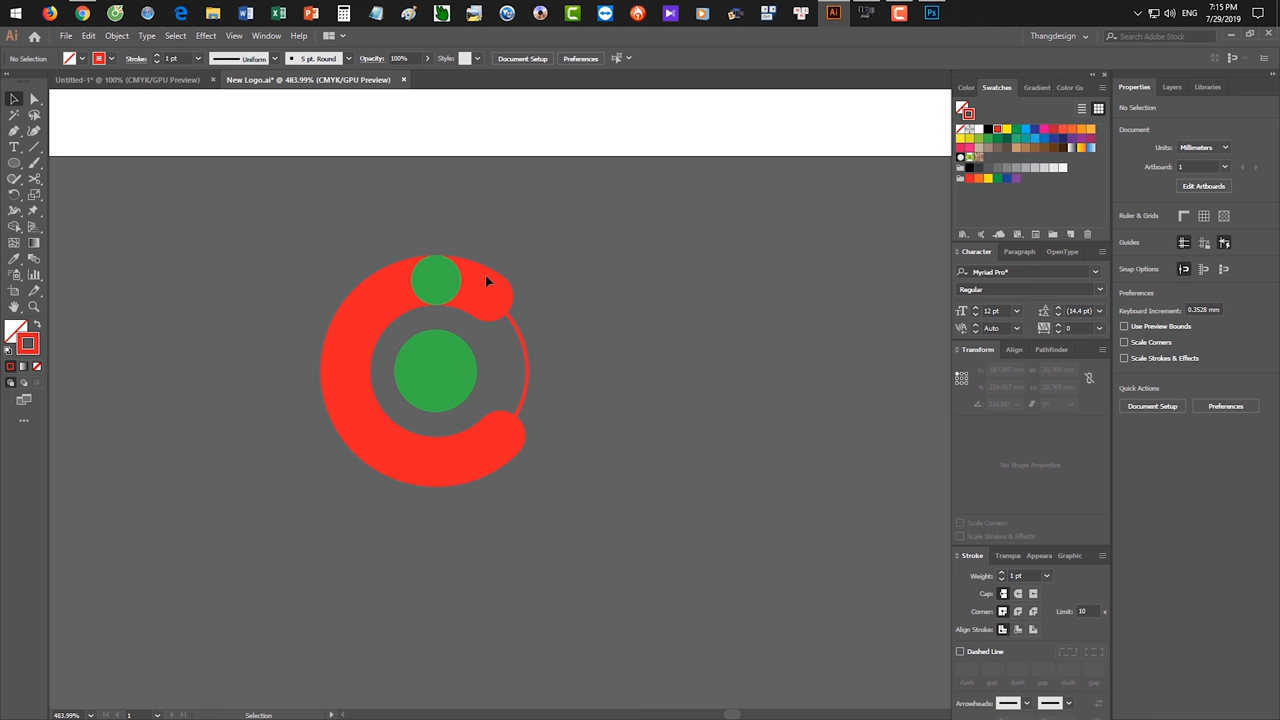 7:15 PM
ENG
7/29/2019
Ai
File Edit Object Type Select Effect View Window Help
Thangdesign
Search Adobe Stock
No Selection
Stroke: 1 pt Uniform 5 pt. Round Opacity: 100% Style: Document Setup Preferences
Untitled-1* @ 100% (CMYK/GPU Preview) × New Logo.ai* @ 483.99% (CMYK/GPU Preview) ×
Color Swatches Gradient Color Gu
Properties Layers Libraries
No Selection
Document
Units: Millimeters
Artboard: 1
Edit Artboards
Ruler & Grids
Guides
Snap Options
Preferences
Keyboard Increment: 0.3528 mm
Use Preview Bounds
Scale Corners
Scale Strokes & Effects
Quick Actions
Document Setup Preferences
Character Paragraph OpenType
Myriad Pro*
Regular
12 pt (14.4 pt)
Auto 0
Transform Align Pathfinder
No Shape Properties
Scale Corners
Scale Strokes & Effects
Stroke Transpa Appeara Graphic
Weight: 1 pt
Cap:
Corner: Limit: 10 x
Align Stroke:
Dashed Line
dash gap dash gap dash gap
Arrowheads:
483.99% 1 Selection